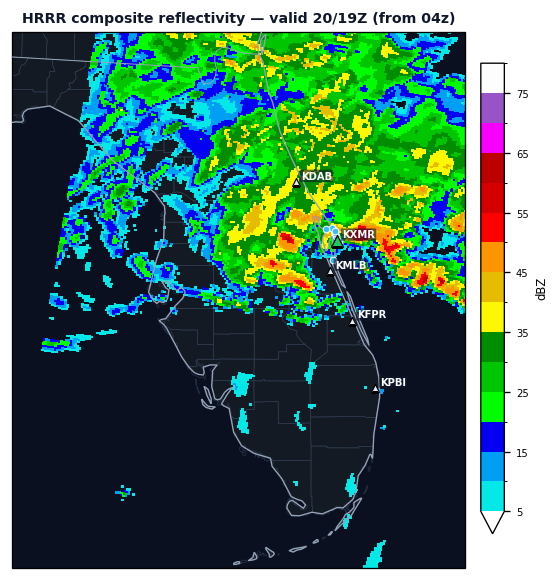 HRRR composite reflectivity — valid 20/19Z (from 04z)
KDAB
KXMR
KMLB
KFPR
KPBI
75
65
55
45
35
25
15
5
dBZ